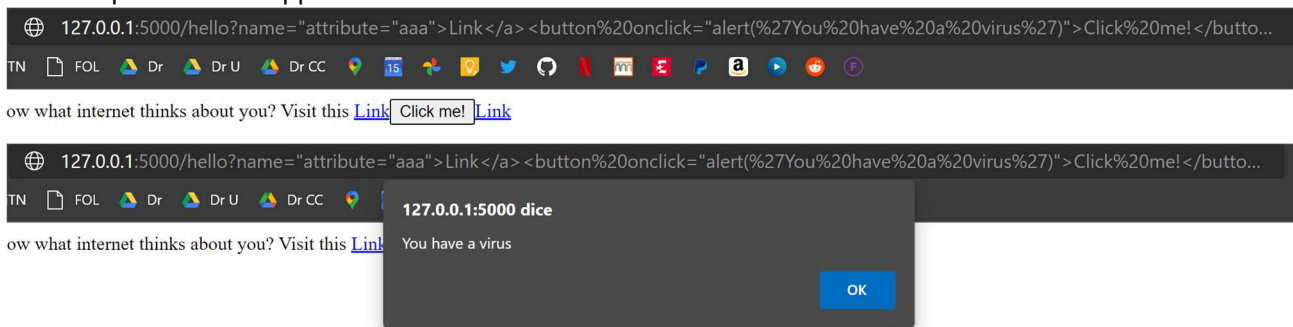 127.0.0.1:5000/hello?name="attribute="aaa">Link</a><button%20onclick="alert(%27You%20have%20a%20virus%27)">Click%20me!</butto...
TN FOL Dr Dr U Dr CC 15 m E a F
ow what internet thinks about you? Visit this Link Click me! Link
127.0.0.1:5000/hello?name="attribute="aaa">Link</a><button%20onclick="alert(%27You%20have%20a%20virus%27)">Click%20me!</butto...
TN FOL Dr Dr U Dr CC
127.0.0.1:5000 dice
ow what internet thinks about you? Visit this Link
You have a virus
OK